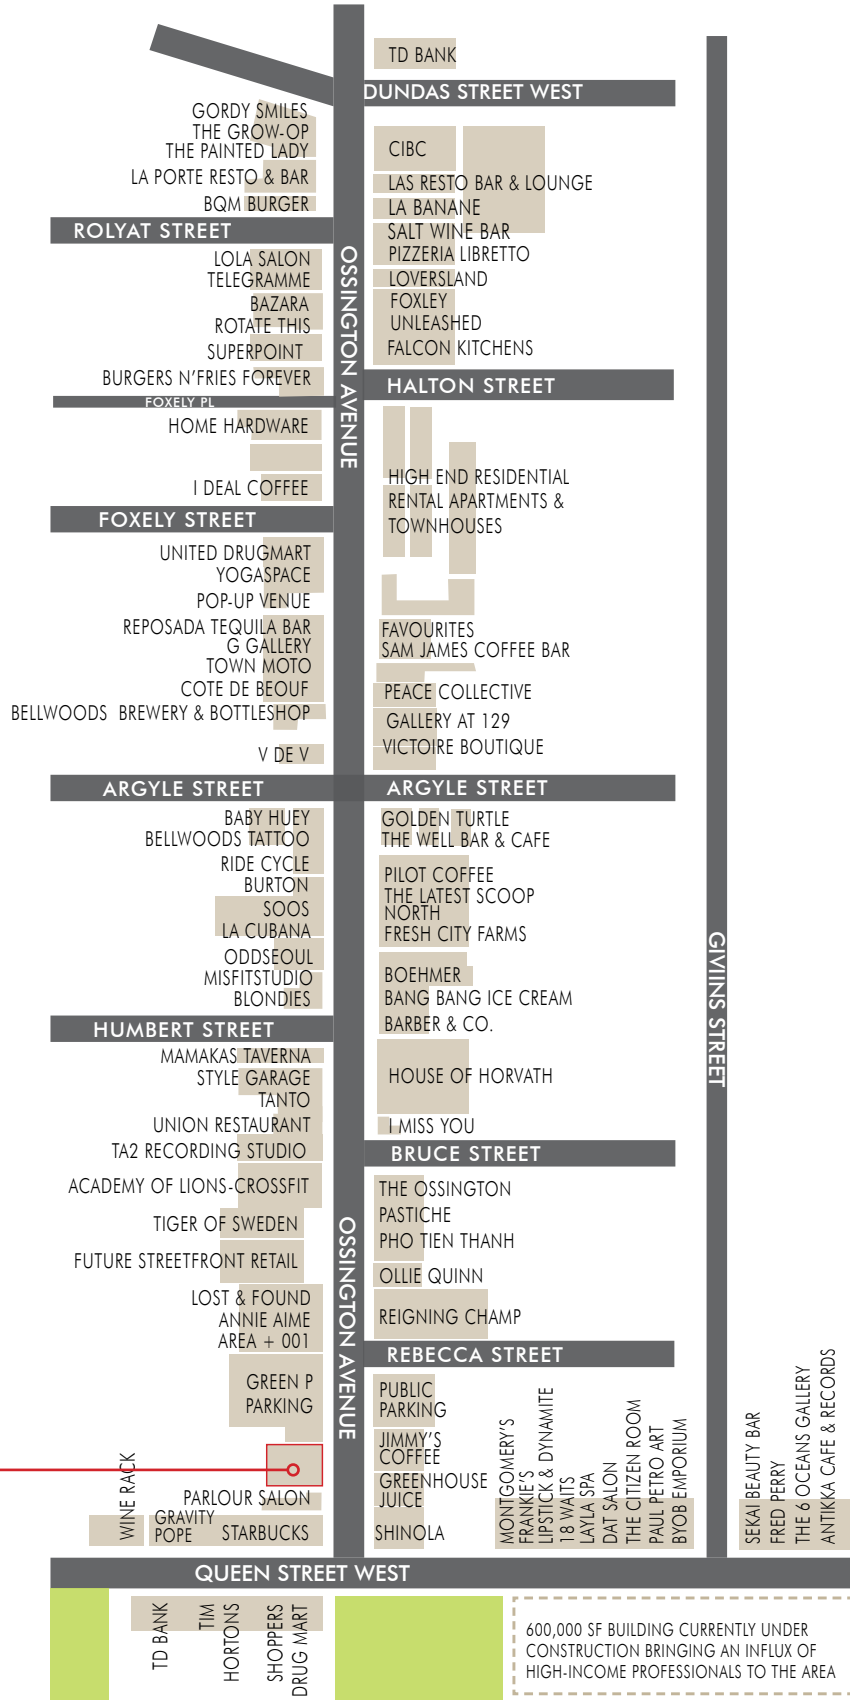 TD BANK
DUNDAS STREET WEST
GORDY SMILES
THE GROW-OP
THE PAINTED LADY
LA PORTE RESTO & BAR
BQM BURGER
CIBC
LAS RESTO BAR & LOUNGE
LA BANANE
SALT WINE BAR
PIZZERIA LIBRETTO
LOVERSLAND
FOXLEY
UNLEASHED
FALCON KITCHENS
ROLYAT STREET
LOLA SALON
TELEGRAMME
BAZARA
ROTATE THIS
SUPERPOINT
BURGERS N'FRIES FOREVER
OSSINGTON AVENUE
HALTON STREET
FOXELY PL
HOME HARDWARE
I DEAL COFFEE
HIGH END RESIDENTIAL
RENTAL APARTMENTS &
TOWNHOUSES
FOXELY STREET
UNITED DRUGMART
YOGASPACE
POP-UP VENUE
REPOSADA TEQUILA BAR
G GALLERY
TOWN MOTO
COTE DE BEOUF
BELLWOODS BREWERY & BOTTLESHOP
V DE V
FAVOURITES
SAM JAMES COFFEE BAR
PEACE COLLECTIVE
GALLERY AT 129
VICTOIRE BOUTIQUE
ARGYLE STREET
ARGYLE STREET
BABY HUEY
BELLWOODS TATTOO
RIDE CYCLE
BURTON
SOOS
LA CUBANA
ODDSEOUL
MISFITSTUDIO
BLONDIES
GOLDEN TURTLE
THE WELL BAR & CAFE
PILOT COFFEE
THE LATEST SCOOP
NORTH
FRESH CITY FARMS
BOEHMER
BANG BANG ICE CREAM
BARBER & CO.
GIVIINS STREET
HUMBERT STREET
MAMAKAS TAVERNA
STYLE GARAGE
TANTO
UNION RESTAURANT
TA2 RECORDING STUDIO
ACADEMY OF LIONS-CROSSFIT
TIGER OF SWEDEN
FUTURE STREETFRONT RETAIL
LOST & FOUND
ANNIE AIME
AREA + 001
GREEN P
PARKING
HOUSE OF HORVATH
I MISS YOU
BRUCE STREET
THE OSSINGTON
PASTICHE
PHO TIEN THANH
OLLIE QUINN
REIGNING CHAMP
OSSINGTON AVENUE
REBECCA STREET
PUBLIC
PARKING
JIMMY'S
COFFEE
GREENHOUSE
JUICE
SHINOLA
WINE RACK
PARLOUR SALON
GRAVITY
POPE
STARBUCKS
MONTGOMERY'S
FRANKIE'S
LIPSTICK & DYNAMITE
18 WAITS
LAYLA SPA
DAT SALON
THE CITIZEN ROOM
PAUL PETRO ART
BYOB EMPORIUM
SEKAI BEAUTY BAR
FRED PERRY
THE 6 OCEANS GALLERY
ANTIKKA CAFE & RECORDS
QUEEN STREET WEST
TD BANK
TIM
HORTONS
SHOPPERS
DRUG MART
600,000 SF BUILDING CURRENTLY UNDER
CONSTRUCTION BRINGING AN INFLUX OF
HIGH-INCOME PROFESSIONALS TO THE AREA